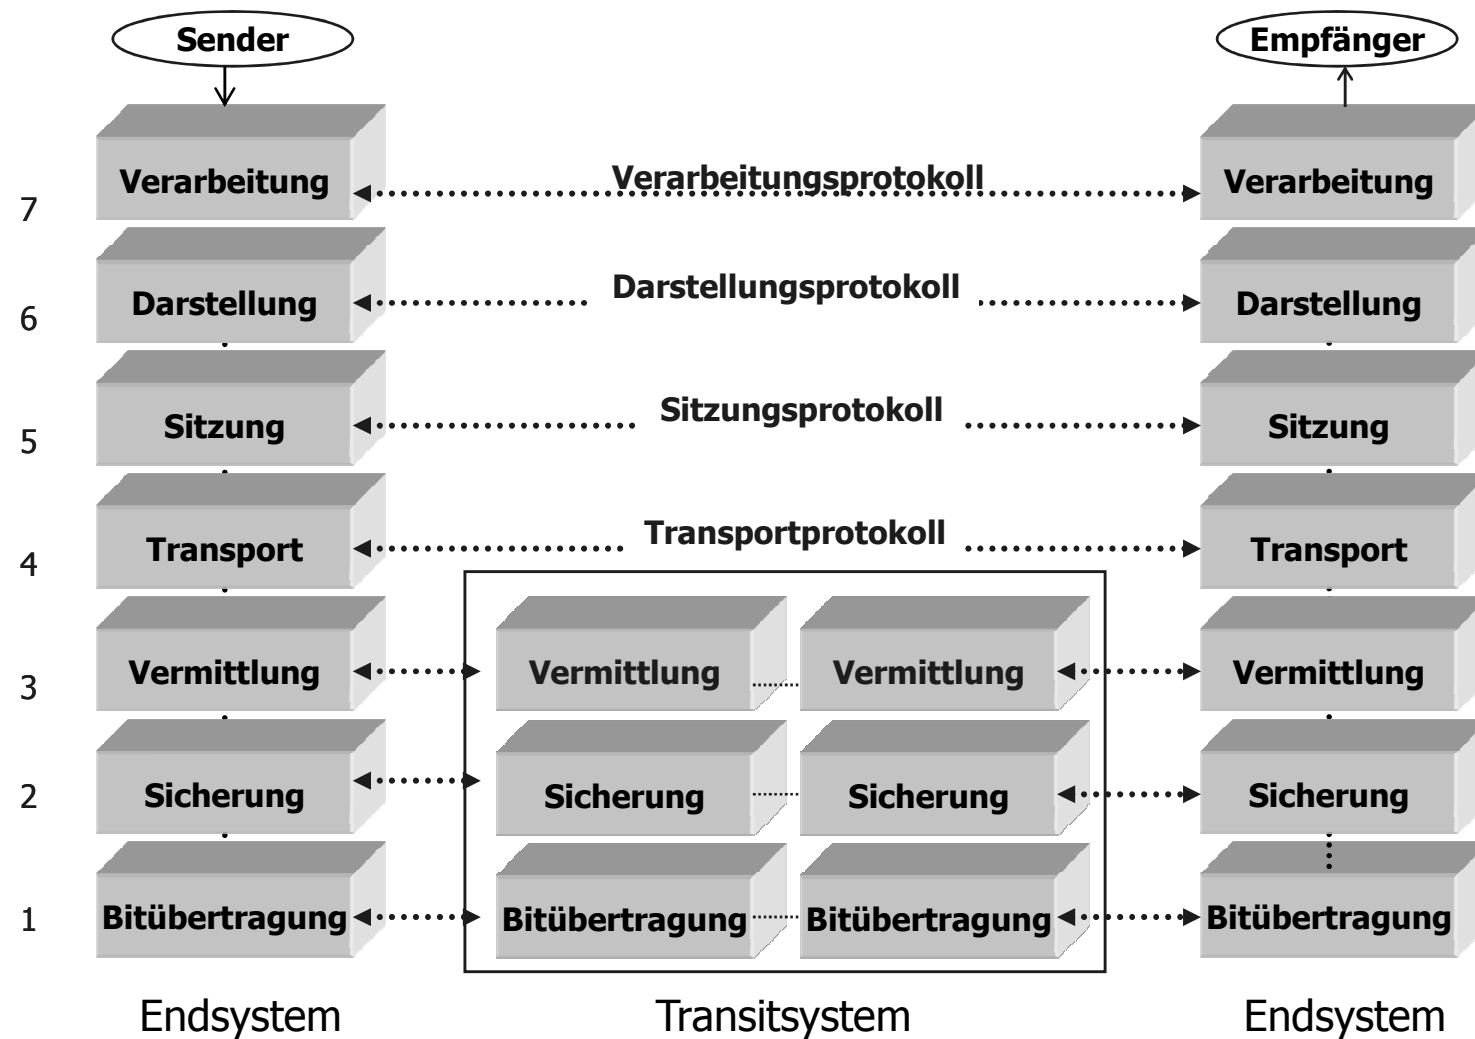 Sender Empfänger
Verarbeitung Verarbeitungsprotokoll Verarbeitung
7
Darstellung Darstellungsprotokoll Darstellung
6
Sitzung Sitzungsprotokoll Sitzung
5
Transport Transportprotokoll Transport
4
Vermittlung Vermittlung Vermittlung Vermittlung
3
Sicherung Sicherung Sicherung Sicherung
2
Bitübertragung Bitübertragung Bitübertragung Bitübertragung
1
Endsystem Transitsystem Endsystem